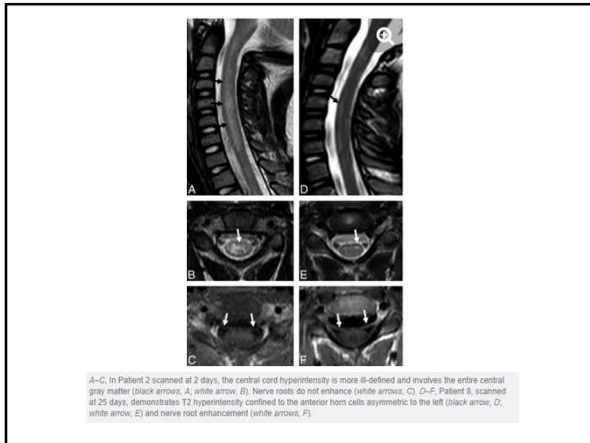 A
D
B
E
C
F
A–C, In Patient 2 scanned at 2 days, the central cord hyperintensity is more ill-defined and involves the entire central
gray matter (black arrows, A; white arrow, B). Nerve roots do not enhance (white arrows, C). D–F, Patient 8, scanned
at 25 days, demonstrates T2 hyperintensity confined to the anterior horn cells asymmetric to the left (black arrow, D;
white arrow, E) and nerve root enhancement (white arrows, F).